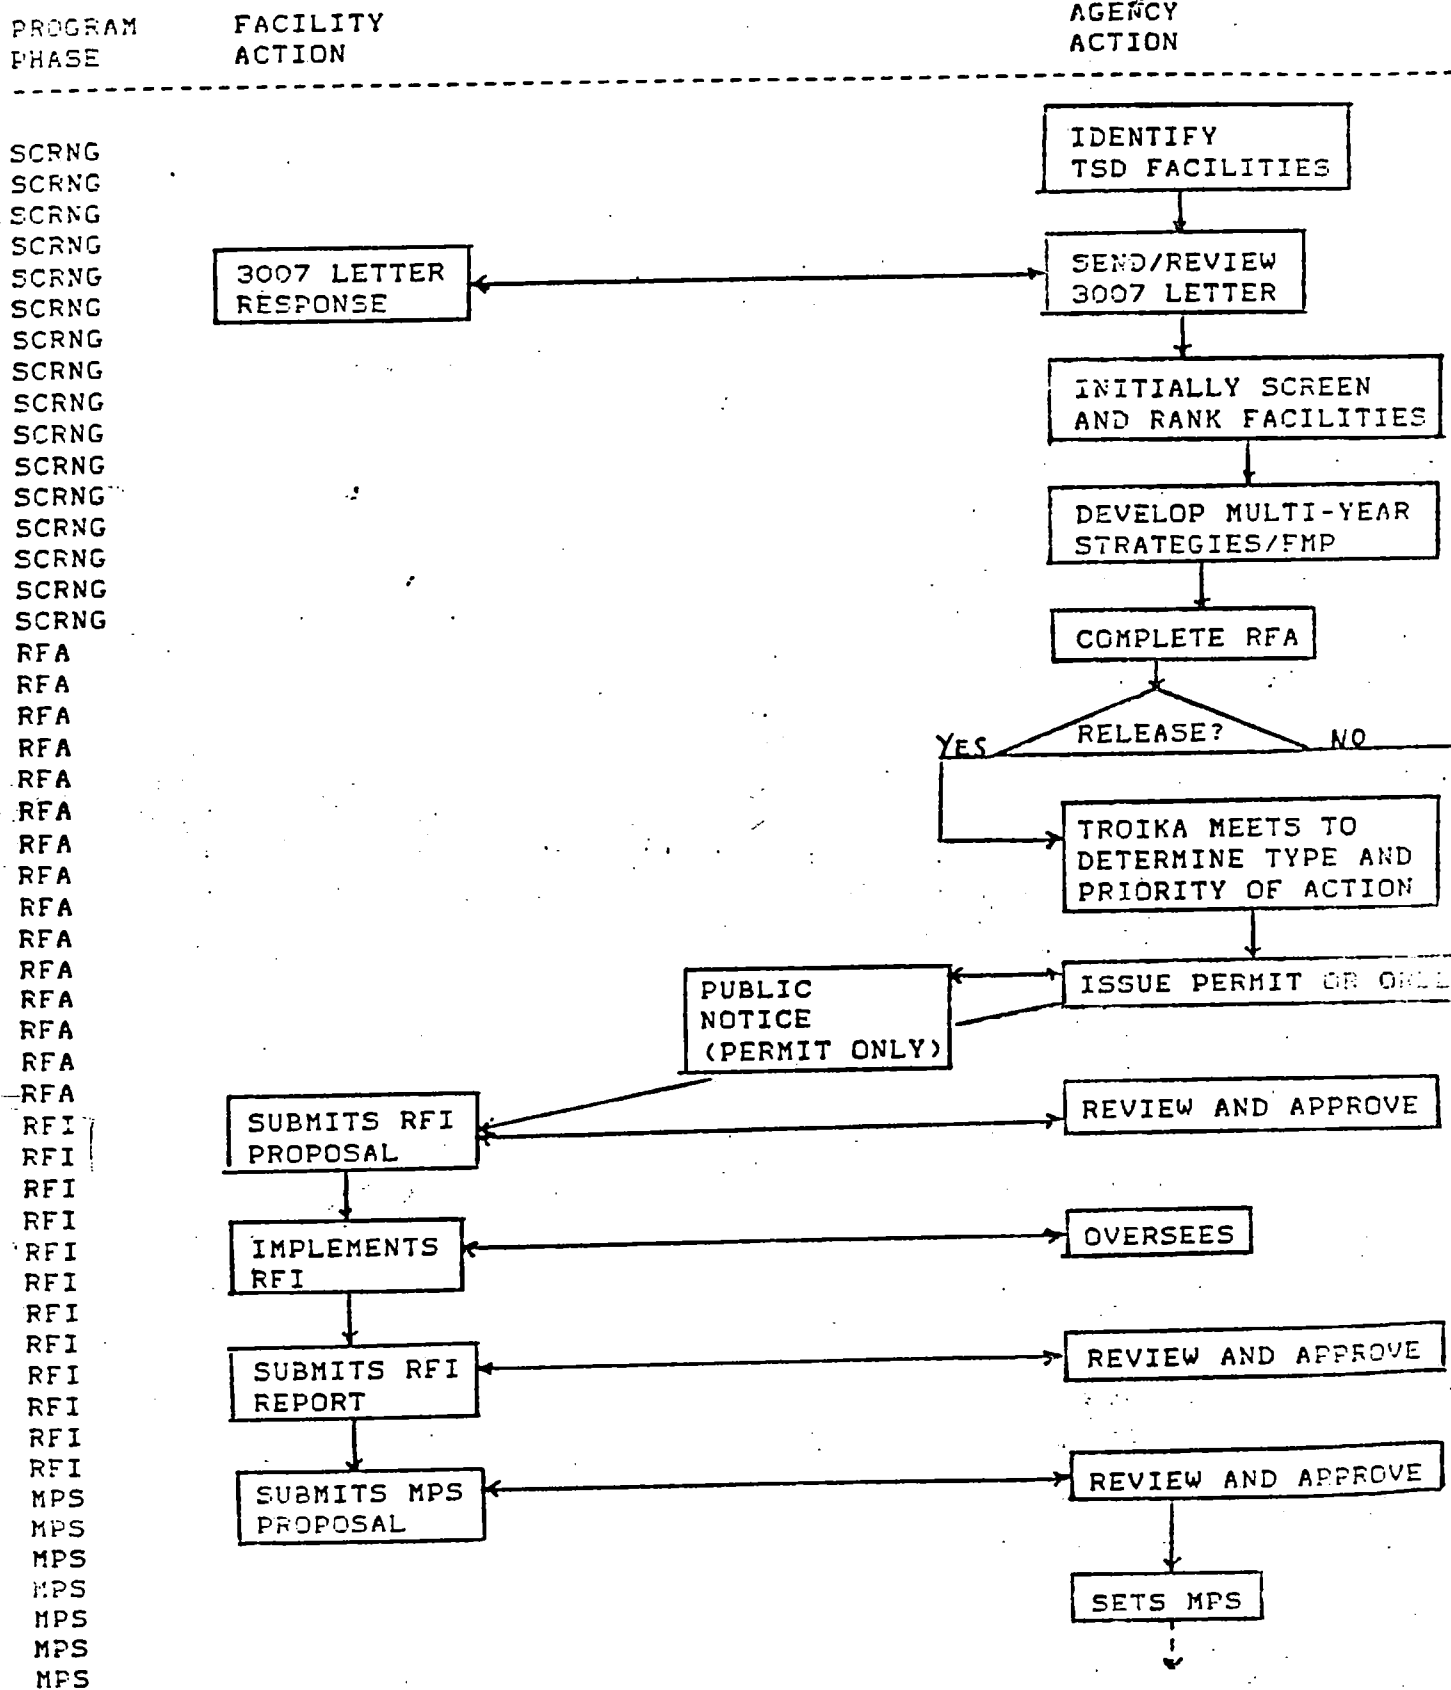 PROGRAM FACILITY AGENCY
PHASE ACTION ACTION
SCRNG IDENTIFY
SCRNG TSD FACILITIES
SCRNG
SCRNG
SCRNG 3007 LETTER SEND/REVIEW
SCRNG RESPONSE 3007 LETTER
SCRNG
SCRNG
SCRNG INITIALLY SCREEN
SCRNG AND RANK FACILITIES
SCRNG
SCRNG
SCRNG DEVELOP MULTI-YEAR
SCRNG STRATEGIES/FMP
SCRNG
SCRNG
RFA COMPLETE RFA
RFA
RFA
RFA YES RELEASE? NO
RFA
RFA
RFA TROIKA MEETS TO
RFA DETERMINE TYPE AND
RFA PRIORITY OF ACTION
RFA
RFA PUBLIC ISSUE PERMIT OR
RFA NOTICE
RFA (PERMIT ONLY)
RFA
RFA REVIEW AND APPROVE
RFI SUBMITS RFI
RFI PROPOSAL
RFI
RFI
RFI IMPLEMENTS OVERSEES
RFI RFI
RFI
RFI
RFI SUBMITS RFI REVIEW AND APPROVE
RFI REPORT
RFI
RFI
MPS SUBMITS MPS REVIEW AND APPROVE
MPS PROPOSAL
MPS
MPS
MPS SETS MPS
MPS
MPS